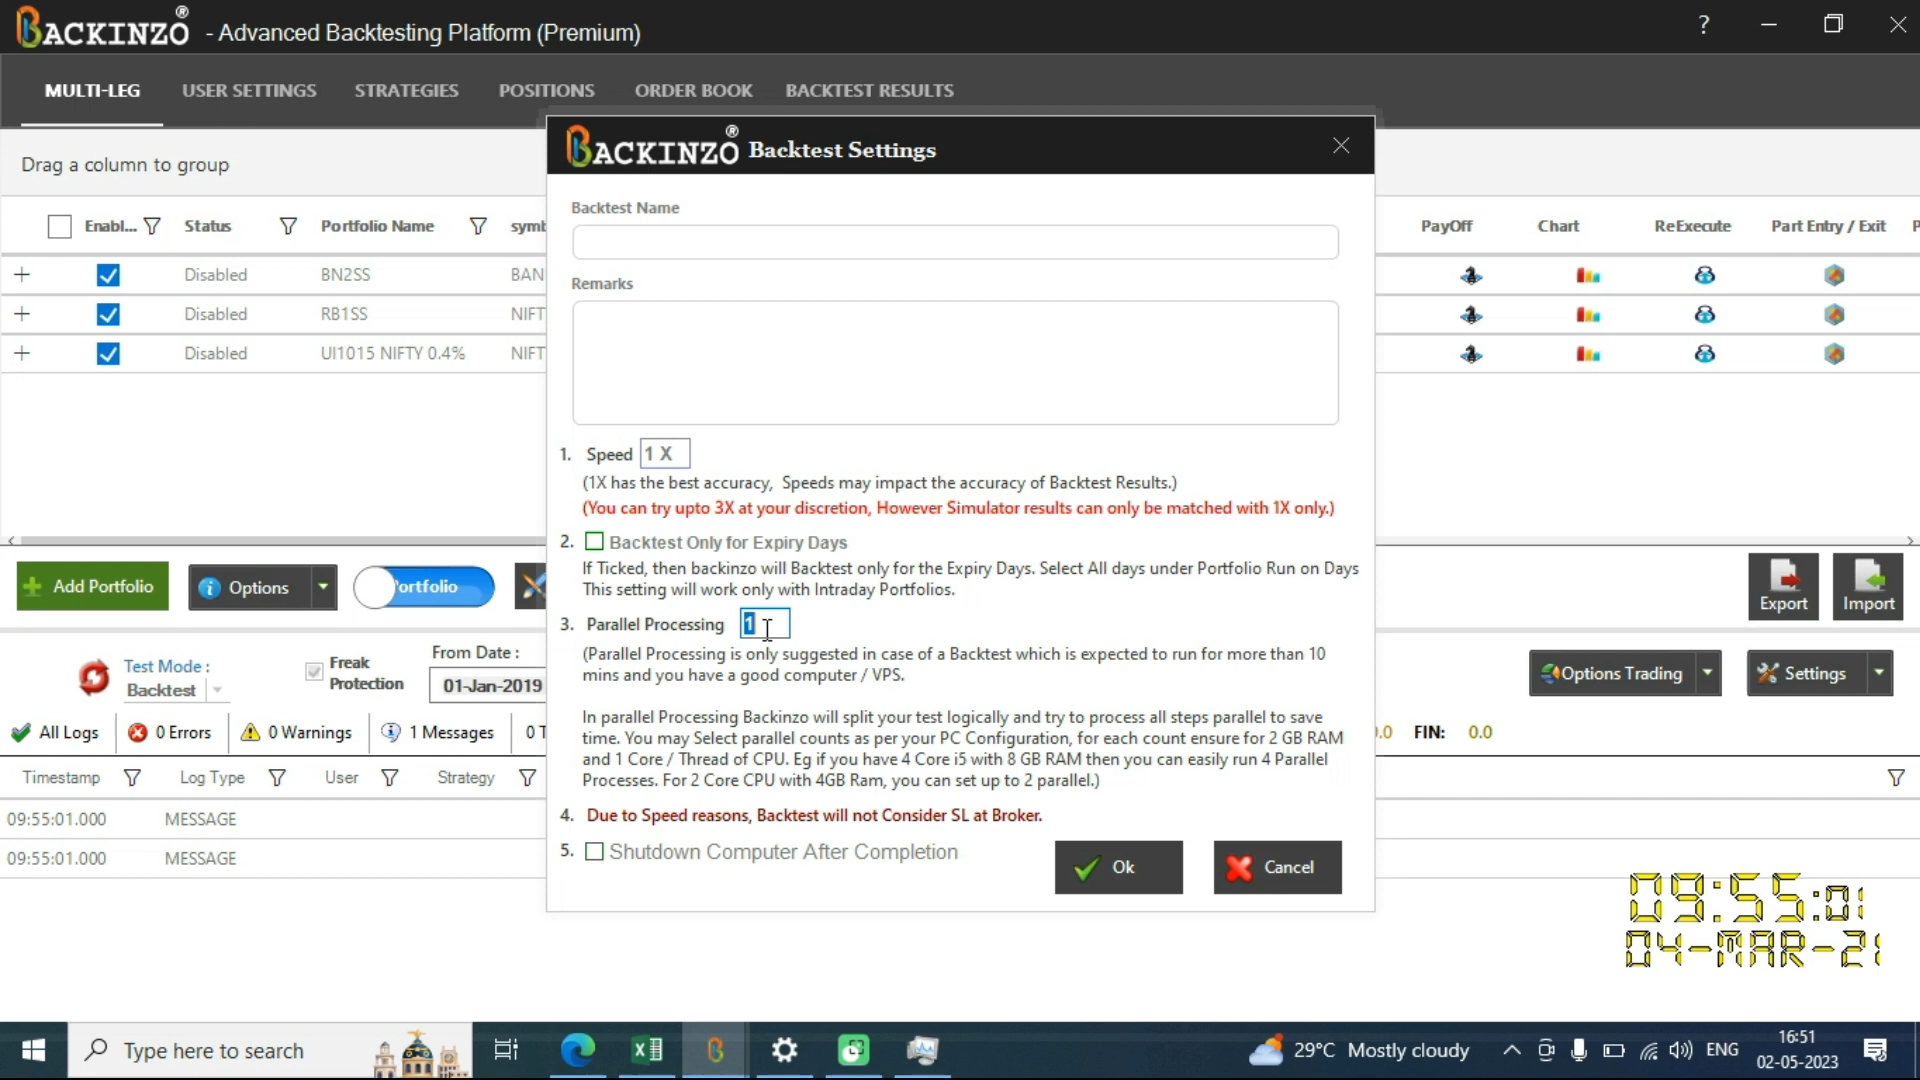 BACKINZO® - Advanced Backtesting Platform (Premium)
?
MULTI-LEG USER SETTINGS STRATEGIES POSITIONS ORDER BOOK BACKTEST RESULTS
Drag a column to group
Enabl... Status Portfolio Name PayOff Chart ReExecute Part Entry / Exit
Disabled BN2SS
Disabled RB1SS
Disabled UI1015 NIFTY 0.4%
BACKINZO® Backtest Settings
Backtest Name
Remarks
1. Speed 1 X
(1X has the best accuracy, Speeds may impact the accuracy of Backtest Results.)
(You can try upto 3X at your discretion, However Simulator results can only be matched with 1X only.)
2. Backtest Only for Expiry Days
If Ticked, then backinzo will Backtest only for the Expiry Days. Select All days under Portfolio Run on Days
This setting will work only with Intraday Portfolios.
3. Parallel Processing 1
(Parallel Processing is only suggested in case of a Backtest which is expected to run for more than 10
mins and you have a good computer / VPS.
In parallel Processing Backinzo will split your test logically and try to process all steps parallel to save
time. You may Select parallel counts as per your PC Configuration, for each count ensure for 2 GB RAM
and 1 Core / Thread of CPU. Eg if you have 4 Core i5 with 8 GB RAM then you can easily run 4 Parallel
Processes. For 2 Core CPU with 4GB Ram, you can set up to 2 parallel.)
4. Due to Speed reasons, Backtest will not Consider SL at Broker.
5. Shutdown Computer After Completion
Ok Cancel
Add Portfolio Options Export Import
Test Mode :
Backtest
Freak
Protection
From Date :
01-Jan-2019
Options Trading Settings
All Logs 0 Errors 0 Warnings 1 Messages FIN: 0.0
Timestamp Log Type User Strategy
09:55:01.000 MESSAGE
09:55:01.000 MESSAGE
09:55:01
04-MAR-21
Type here to search
29°C Mostly cloudy ENG
16:51
02-05-2023